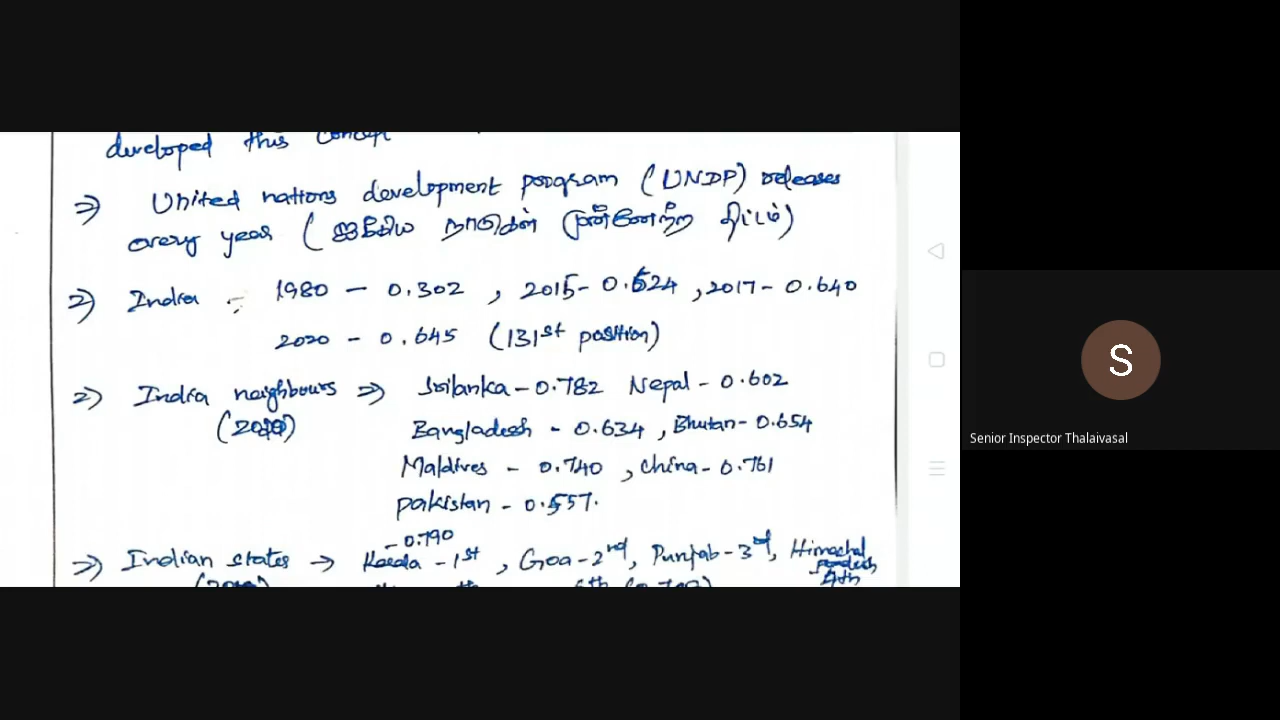 developed this concept
⇒ United nations development program (UNDP) releases
every year (ஐக்கிய நாடுகள் முன்னேற்ற திட்டம்)
⇒ India :- 1980 - 0.302 , 2015 - 0.624 , 2017 - 0.640
2020 - 0.645 (131st position)
⇒ India neighbours ⇒ Srilanka - 0.782 Nepal - 0.602
Bangladesh - 0.634 , Bhutan - 0.654
Maldives - 0.740 , China - 0.761
Pakistan - 0.557.
- 0.790
⇒ Indian states → Kerala - 1st , Goa - 2nd, Punjab - 3rd, Himachal
Pradesh
4th
S
Senior Inspector Thalaivasal